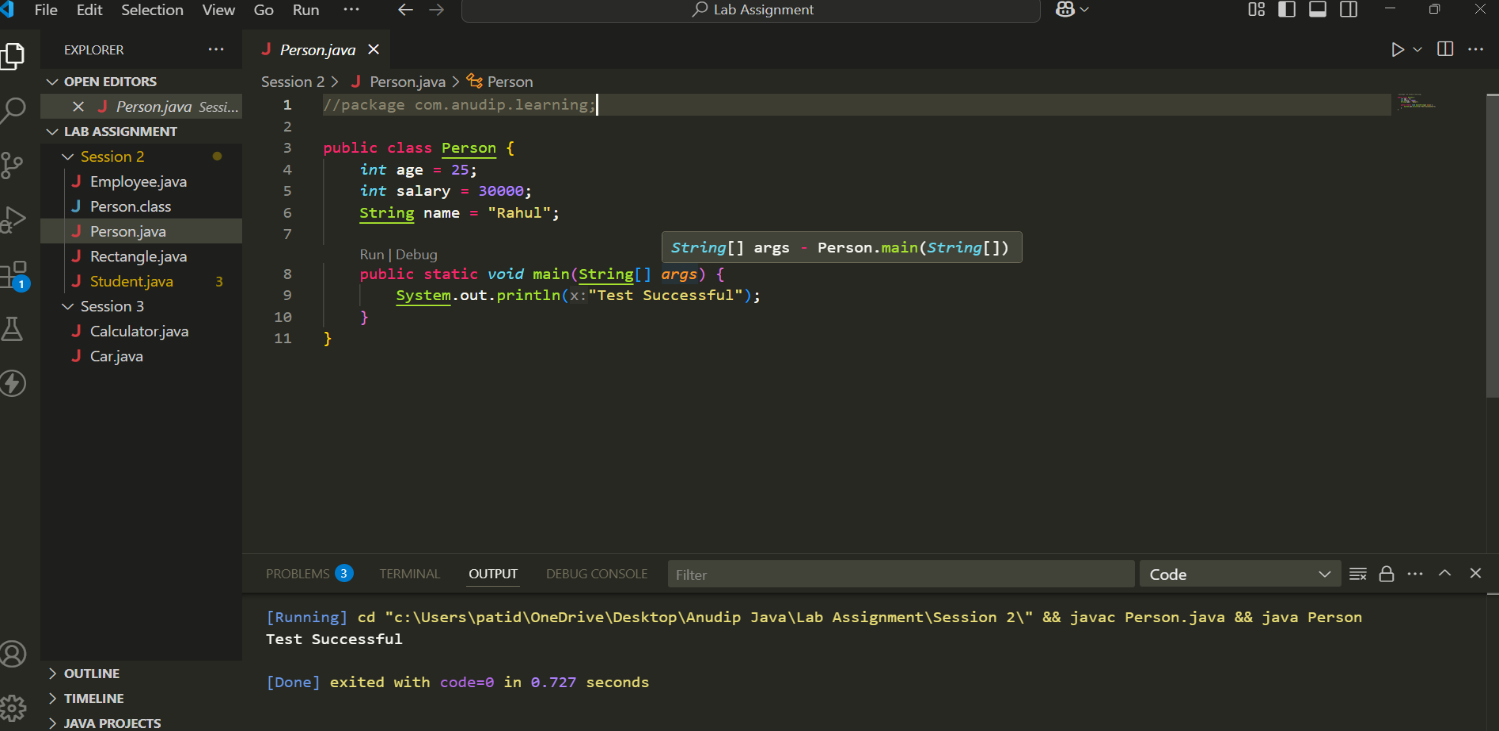 File Edit Selection View Go Run ··· Lab Assignment
EXPLORER ···
OPEN EDITORS
Person.java Sessi...
LAB ASSIGNMENT
Session 2
Employee.java
Person.class
Person.java
Rectangle.java
Student.java 3
Session 3
Calculator.java
Car.java
1
OUTLINE
TIMELINE
JAVA PROJECTS
Person.java
Session 2 > Person.java > Person
1 //package com.anudip.learning;
2
3 public class Person {
4 int age = 25;
5 int salary = 30000;
6 String name = "Rahul";
7
String[] args - Person.main(String[])
Run | Debug
8 public static void main(String[] args) {
9 System.out.println(x:"Test Successful");
10 }
11 }
PROBLEMS 3 TERMINAL OUTPUT DEBUG CONSOLE Filter Code
[Running] cd "c:\Users\patid\OneDrive\Desktop\Anudip Java\Lab Assignment\Session 2\" && javac Person.java && java Person
Test Successful
[Done] exited with code=0 in 0.727 seconds